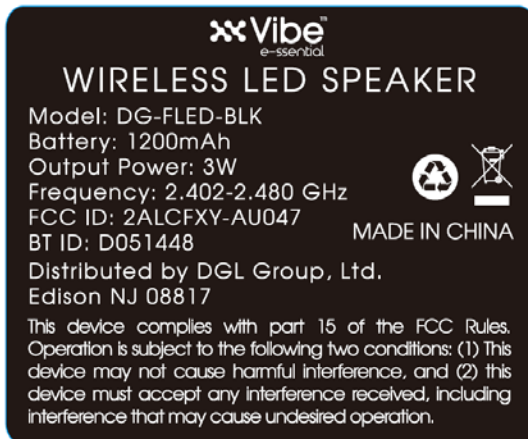 Vibe™
e-ssential
WIRELESS LED SPEAKER
Model: DG-FLED-BLK
Battery: 1200mAh
Output Power: 3W
Frequency: 2.402-2.480 GHz
FCC ID: 2ALCFXY-AU047
BT ID: D051448
MADE IN CHINA
Distributed by DGL Group, Ltd.
Edison NJ 08817
This device complies with part 15 of the FCC Rules.
Operation is subject to the following two conditions: (1) This
device may not cause harmful interference, and (2) this
device must accept any interference received, including
interference that may cause undesired operation.